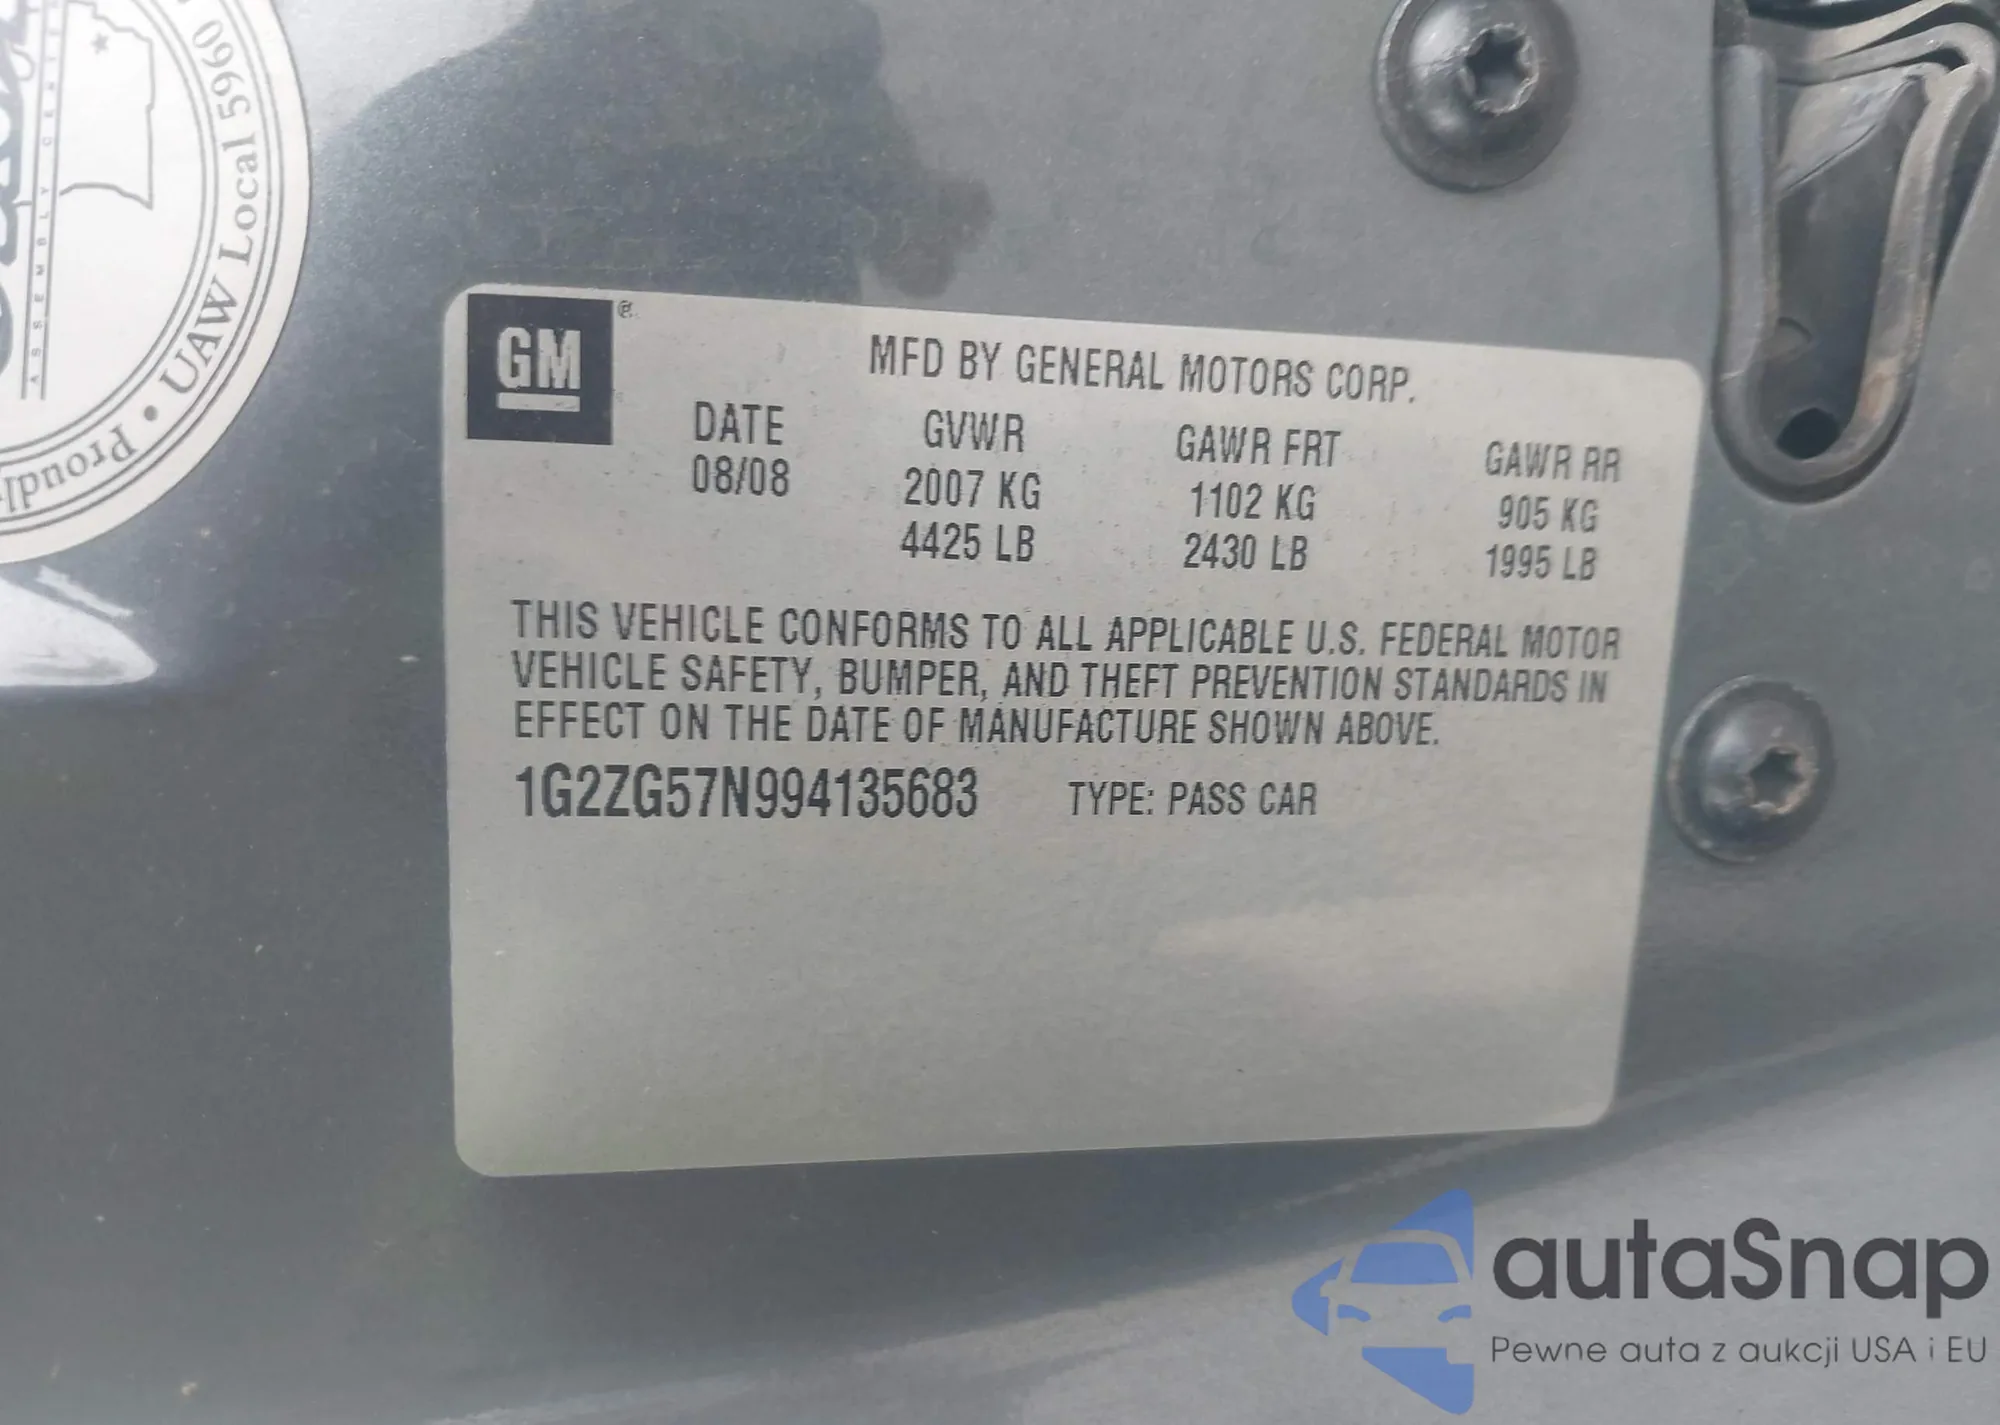 ASSEMBLY CENTE
Proudl
• UAW Local 5960
GM
®
MFD BY GENERAL MOTORS CORP.
DATE GVWR GAWR FRT GAWR RR
08/08 2007 KG 1102 KG 905 KG
4425 LB 2430 LB 1995 LB
THIS VEHICLE CONFORMS TO ALL APPLICABLE U.S. FEDERAL MOTOR
VEHICLE SAFETY, BUMPER, AND THEFT PREVENTION STANDARDS IN
EFFECT ON THE DATE OF MANUFACTURE SHOWN ABOVE.
1G2ZG57N994135683 TYPE: PASS CAR
autaSnap
Pewne auta z aukcji USA i EU